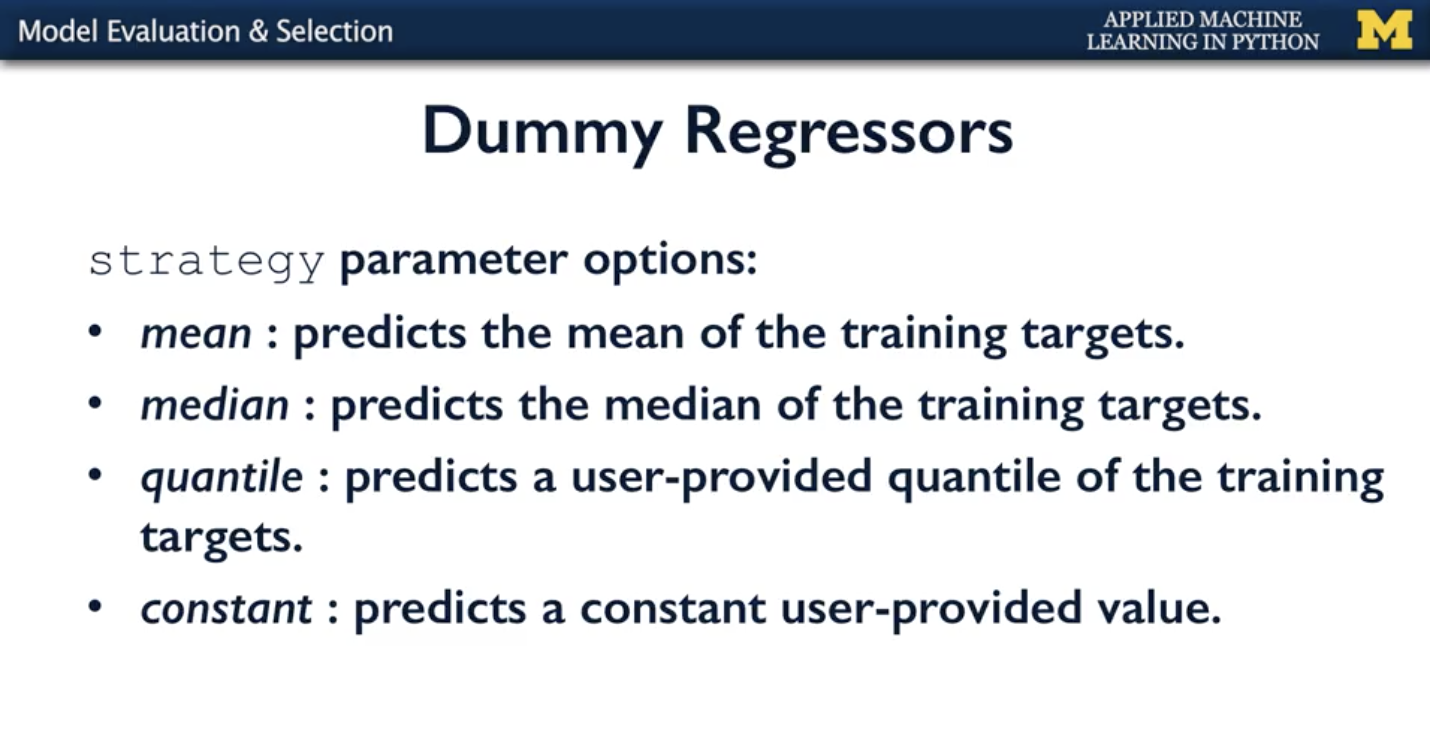 Model Evaluation & Selection
APPLIED MACHINE
LEARNING IN PYTHON
M
Dummy Regressors
strategy parameter options:
• mean : predicts the mean of the training targets.
• median : predicts the median of the training targets.
• quantile : predicts a user-provided quantile of the training
targets.
• constant : predicts a constant user-provided value.